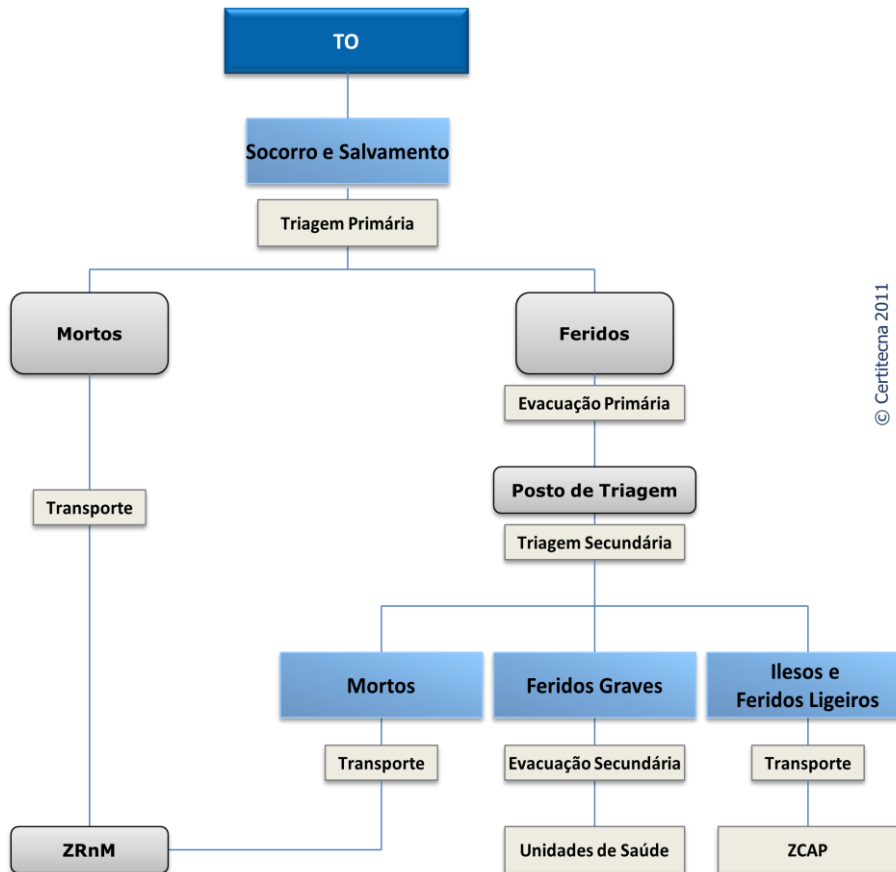 TO
Socorro e Salvamento
Triagem Primária
Mortos
Feridos
Evacuação Primária
© Certitecna 2011
Posto de Triagem
Transporte
Triagem Secundária
Mortos
Feridos Graves
Ilesos e
Feridos Ligeiros
Transporte
Evacuação Secundária
Transporte
ZRnM
Unidades de Saúde
ZCAP